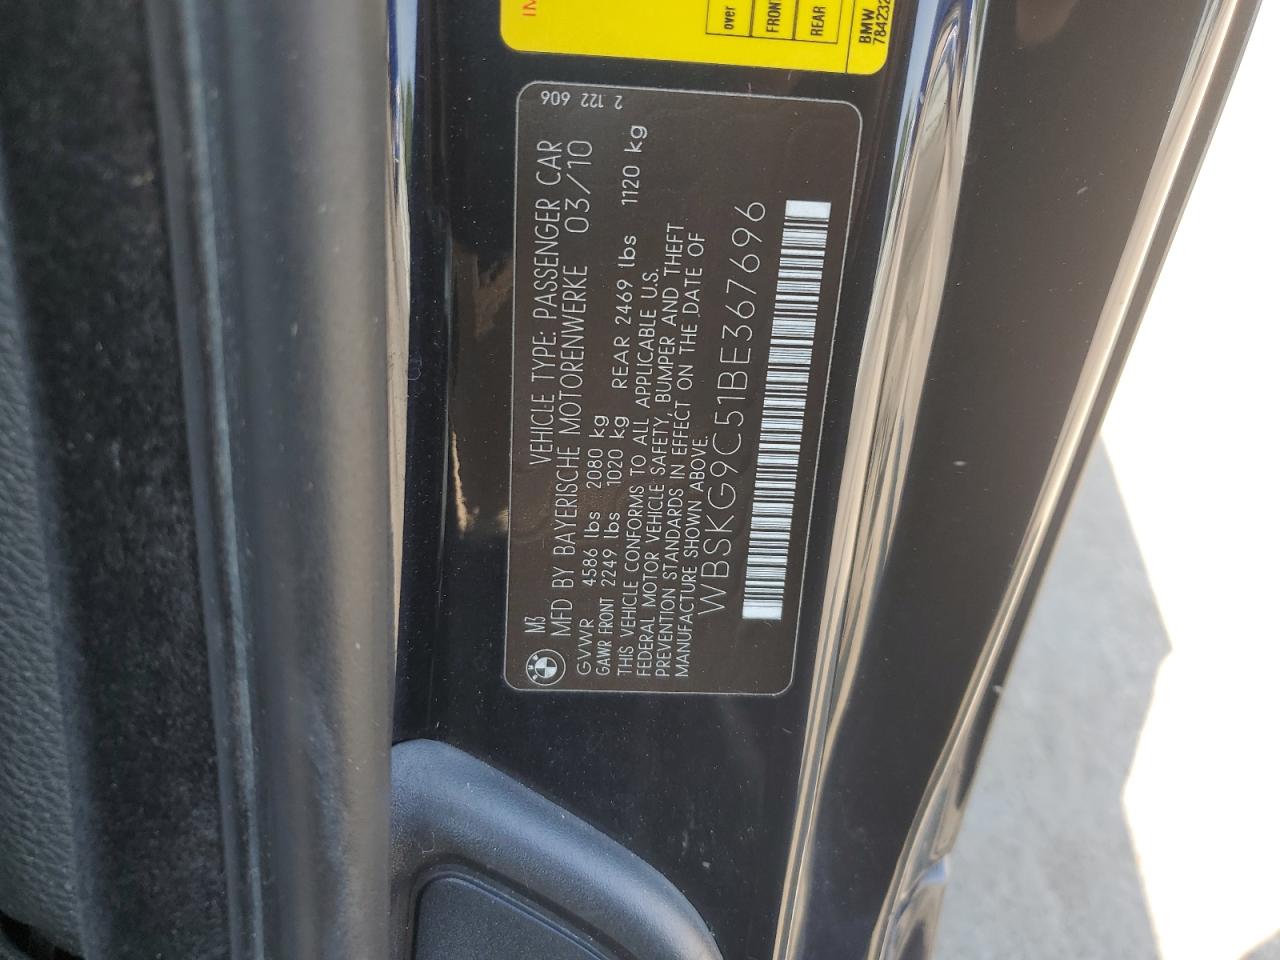 IM
over
FRONT
REAR
BMW
78423
M3 VEHICLE TYPE: PASSENGER CAR 2 122 606
MFD BY BAYERISCHE MOTORENWERKE 03/10
GVWR 4586 lbs 2080 kg
GAWR FRONT 2249 lbs 1020 kg REAR 2469 lbs 1120 kg
THIS VEHICLE CONFORMS TO ALL APPLICABLE U.S.
FEDERAL MOTOR VEHICLE SAFETY, BUMPER AND THEFT
PREVENTION STANDARDS IN EFFECT ON THE DATE OF
MANUFACTURE SHOWN ABOVE.
WBSKG9C51BE367696